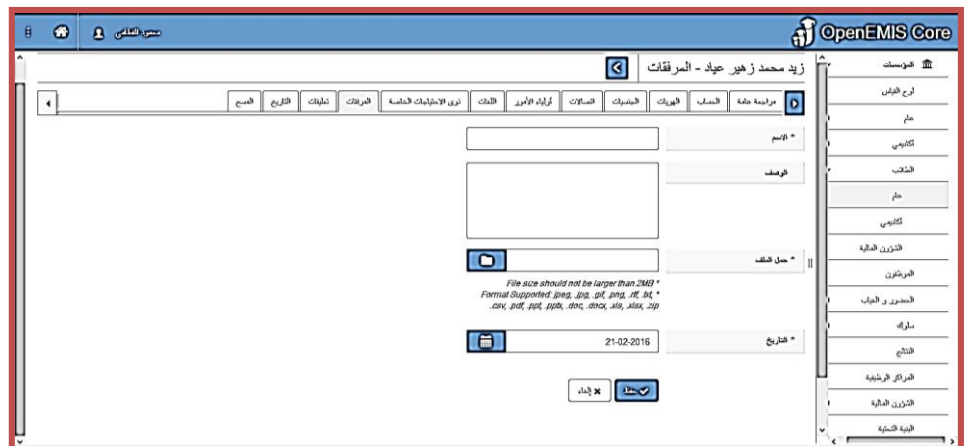 OpenEMIS Core
زيد محمد زهير عياد - المرفقات
مراجعة عامة
الحساب
الهويات
الجنسيات
اتصالات
أولياء الأمور
اللغات
ذوي الاحتياجات الخاصة
المرفقات
تعليقات
التاريخ
المسح
* الاسم
الوصف
* حمل الملف
File size should not be larger than 2MB *
Format Supported: jpeg, .jpg, .gif, .png, .rtf, .txt, *
.csv, .pdf, .ppt, .pptx, .doc, .docx, .xls, .xlsx, .zip
* التاريخ
21-02-2016
حفظ
إلغاء
المؤسسات
لوح القياس
عام
أكاديمي
الطالب
عام
أكاديمي
الشؤون المالية
الموظفون
الحضور و الغياب
سلوك
النتائج
المراكز الوظيفية
الشؤون المالية
البنية التحتية